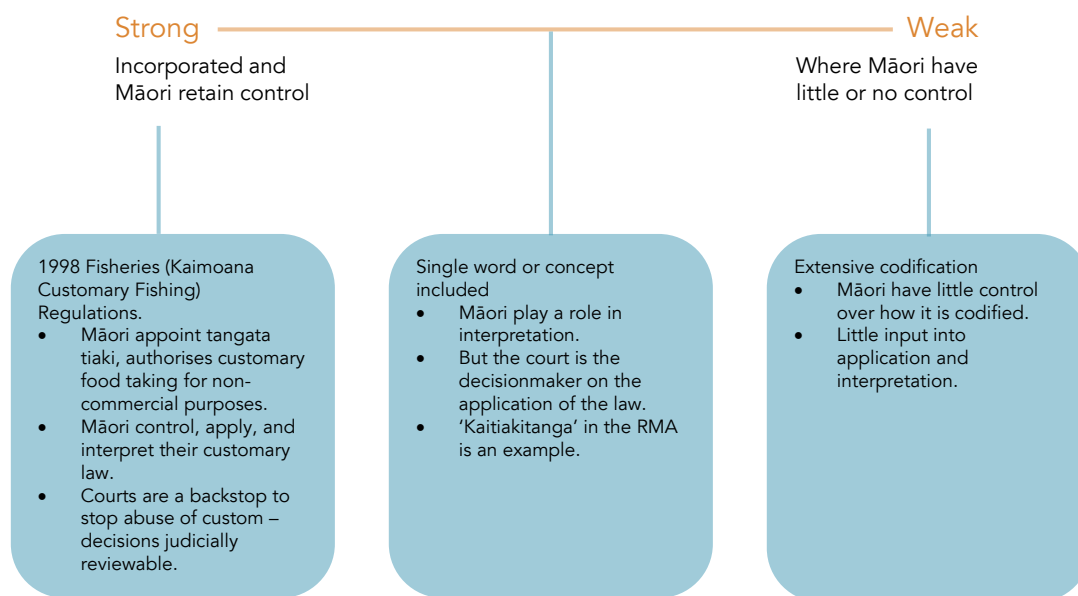 Strong
Weak
Incorporated and
Māori retain control
Where Māori have
little or no control
1998 Fisheries (Kaimoana
Customary Fishing)
Regulations.
• Māori appoint tangata
tiaki, authorises customary
food taking for non-
commercial purposes.
• Māori control, apply, and
interpret their customary
law.
• Courts are a backstop to
stop abuse of custom –
decisions judicially
reviewable.
Single word or concept
included
• Māori play a role in
interpretation.
• But the court is the
decisionmaker on the
application of the law.
• ‘Kaitiakitanga’ in the RMA
is an example.
Extensive codification
• Māori have little control
over how it is codified.
• Little input into
application and
interpretation.